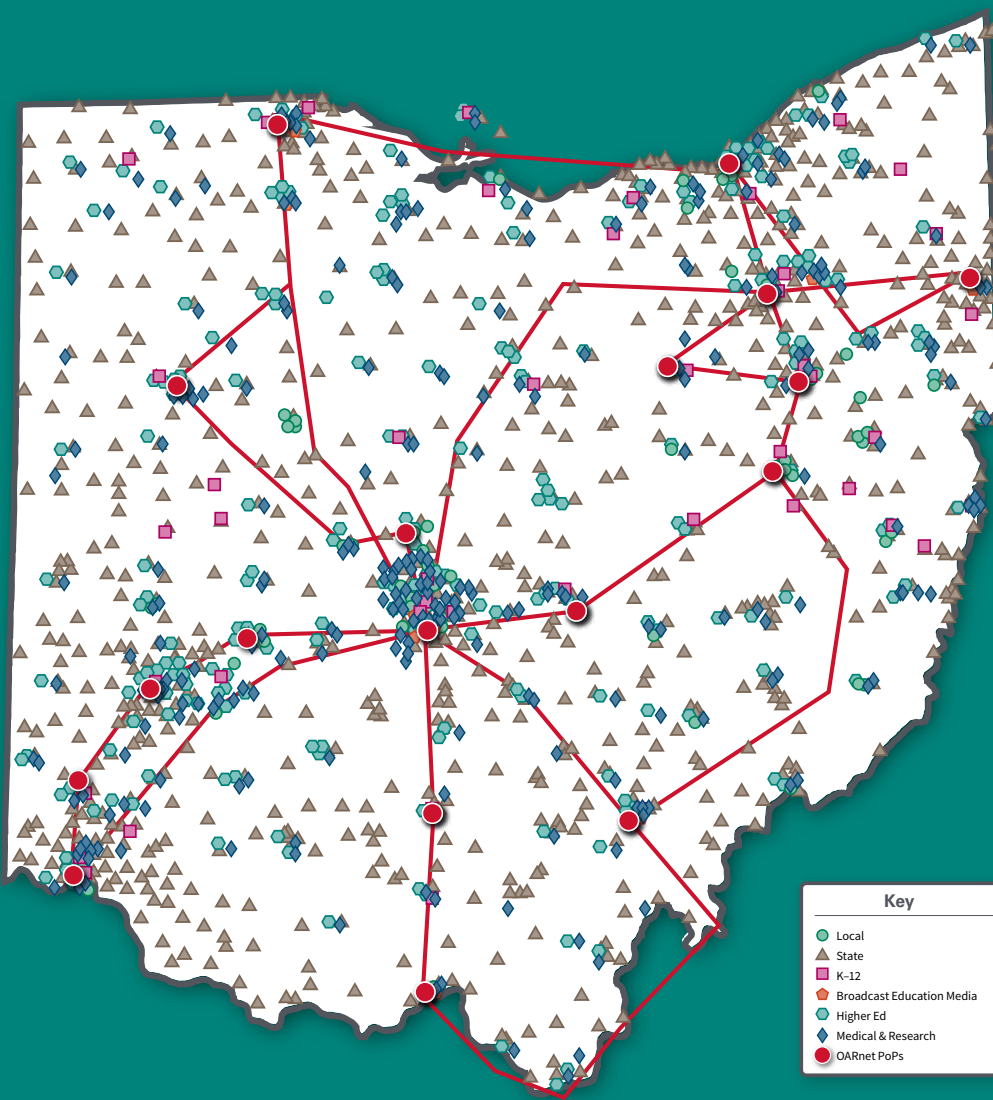 Key
Local
State
K–12
Broadcast Education Media
Higher Ed
Medical & Research
OARnet PoPs